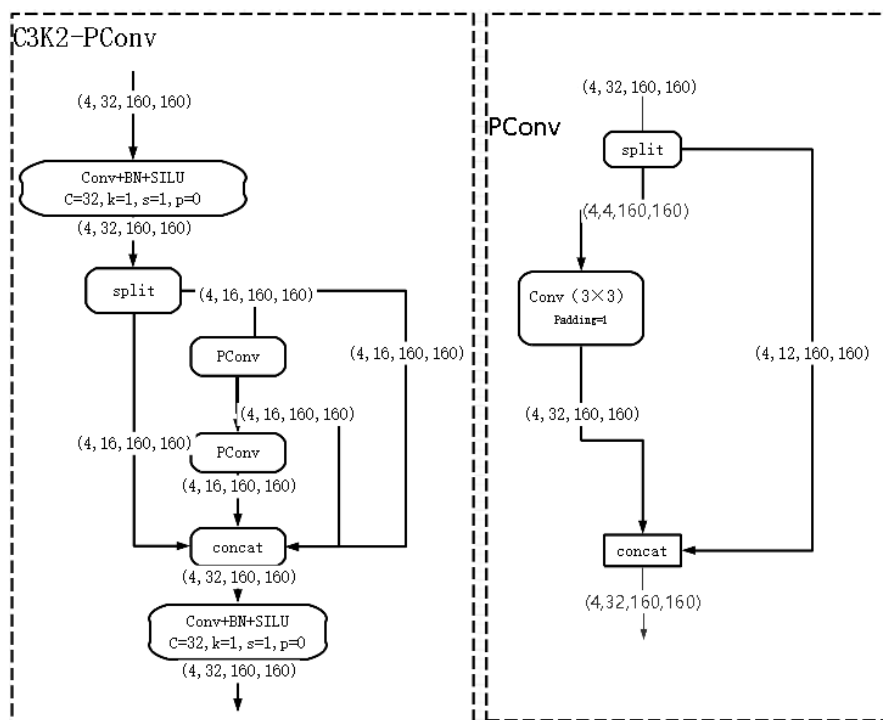 C3K2-PConv
(4, 32, 160, 160)
Conv+BN+SILU
C=32, k=1, s=1, p=0
(4, 32, 160, 160)
split
(4, 16, 160, 160)
PConv
(4, 16, 160, 160)
(4, 16, 160, 160)
(4, 16, 160, 160)
PConv
(4, 16, 160, 160)
concat
(4, 32, 160, 160)
Conv+BN+SILU
C=32, k=1, s=1, p=0
(4, 32, 160, 160)
PConv
(4, 32, 160, 160)
split
(4,4,160,160)
Conv (3×3)
Padding=1
(4, 12, 160, 160)
(4, 32, 160, 160)
concat
(4,32,160,160)